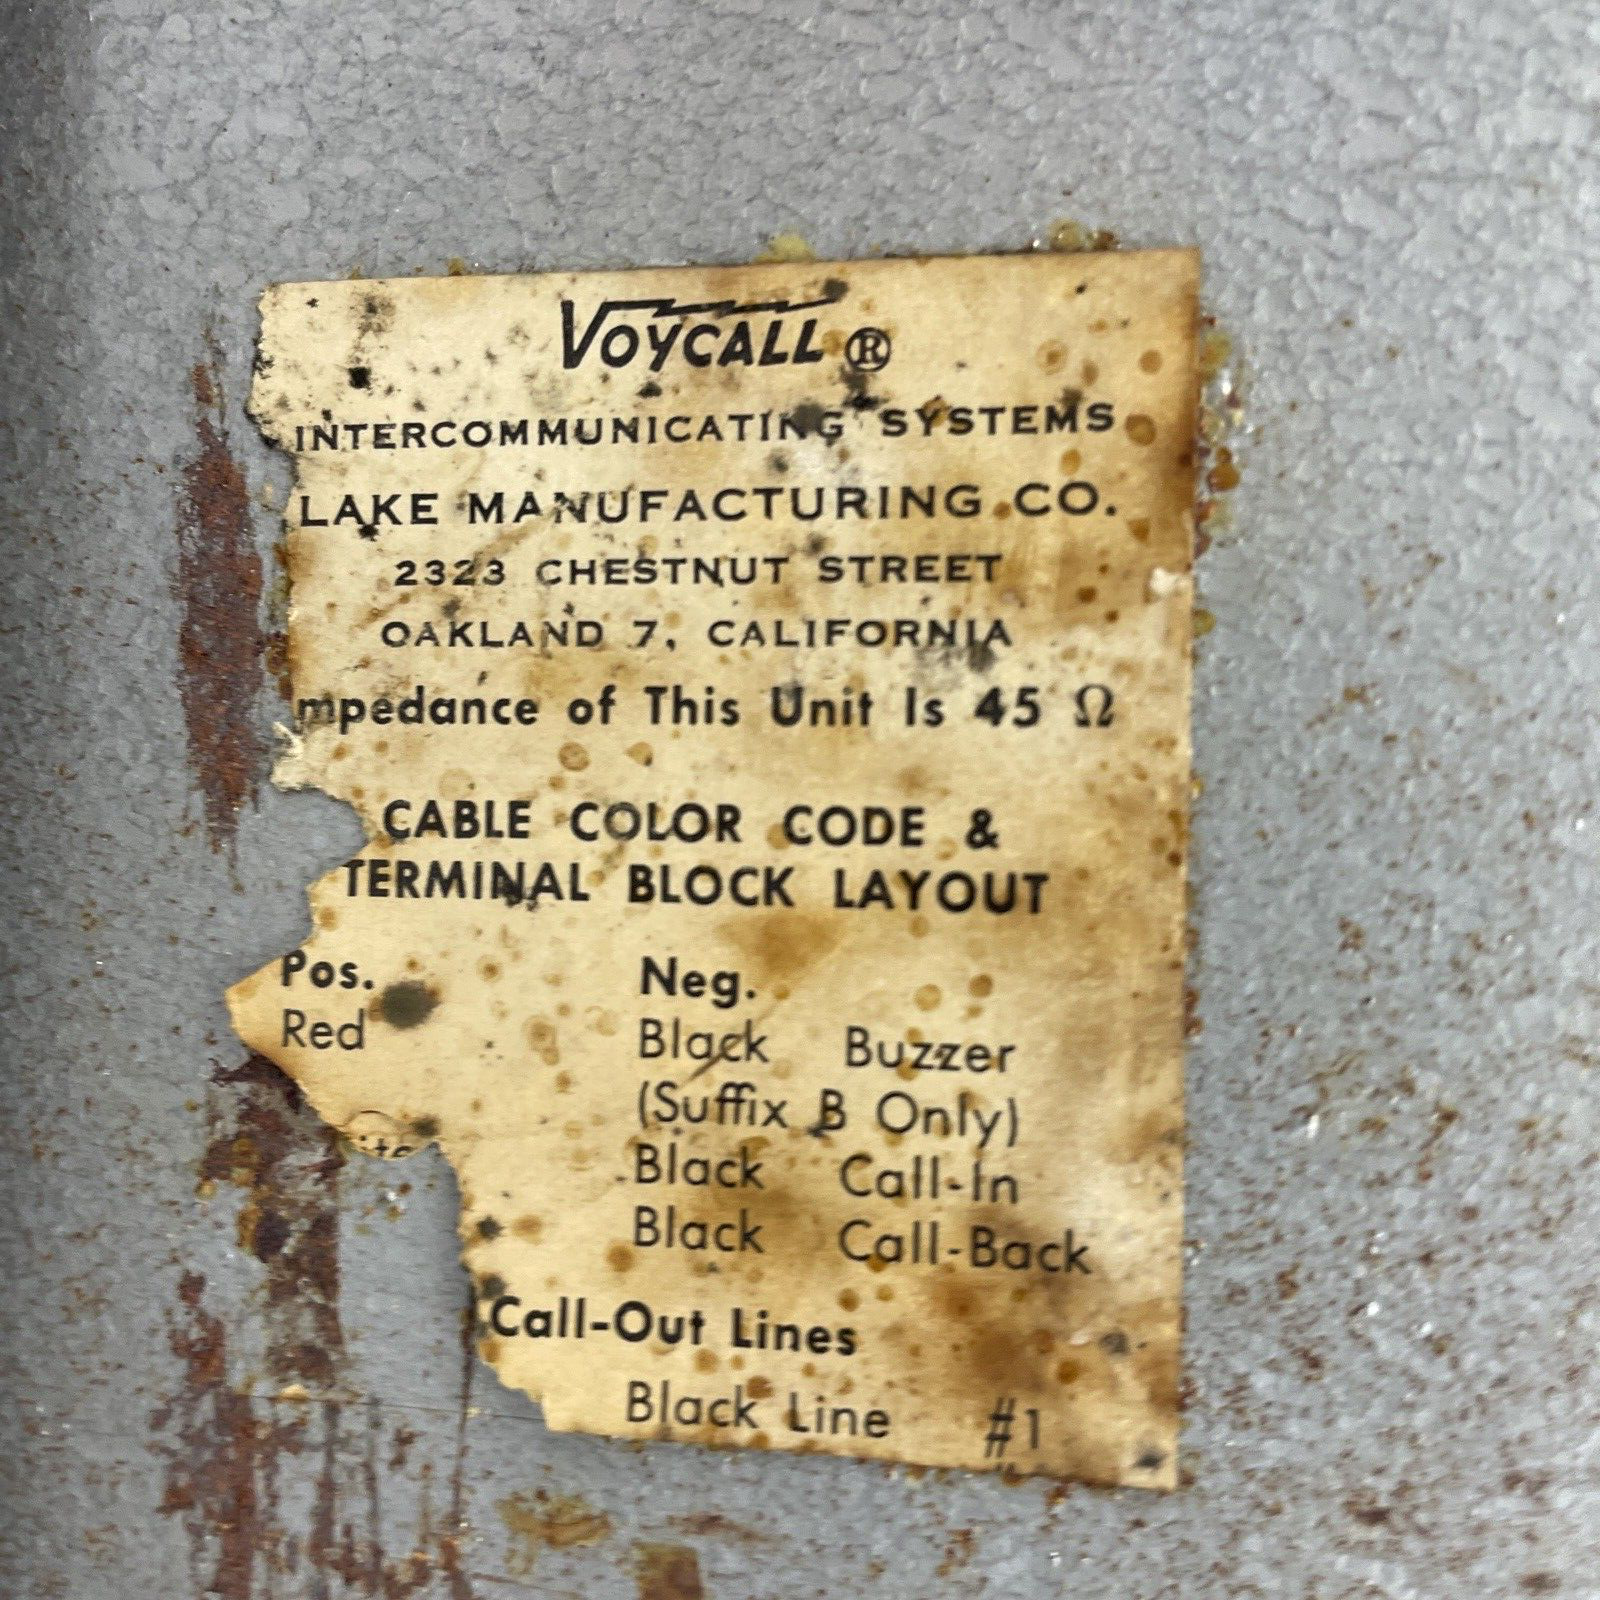 VOYCALL ®
INTERCOMMUNICATING SYSTEMS
LAKE MANUFACTURING CO.
2323 CHESTNUT STREET
OAKLAND 7, CALIFORNIA
mpedance of This Unit Is 45 Ω
CABLE COLOR CODE &
TERMINAL BLOCK LAYOUT
Pos. Neg.
Red Black Buzzer
(Suffix B Only)
Black Call-In
Black Call-Back
Call-Out Lines
Black Line #1